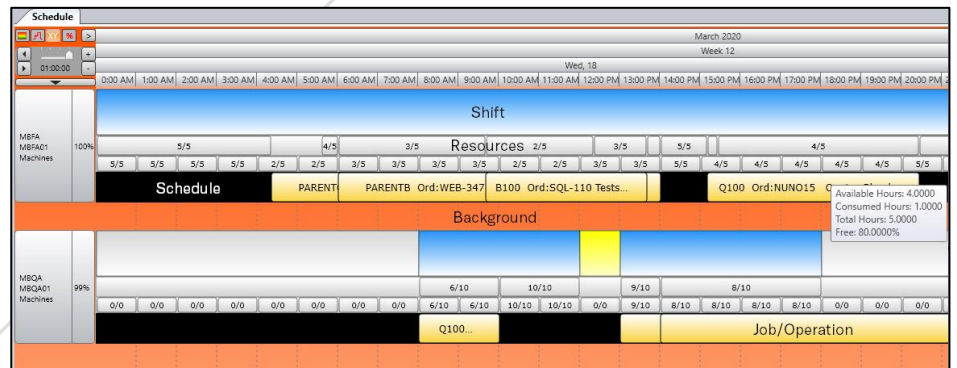 Schedule
XY % >
March 2020
+ Week 12
01:00:00 - Wed, 18
0:00 AM 1:00 AM 2:00 AM 3:00 AM 4:00 AM 5:00 AM 6:00 AM 7:00 AM 8:00 AM 9:00 AM 10:00 AM 11:00 AM 12:00 PM 13:00 PM 14:00 PM 15:00 PM 16:00 PM 17:00 PM 18:00 PM 19:00 PM 20:00 PM
Shift
MBFA
MBFA01
Machines
100%
5/5 4/5 3/5 Resources 2/5 3/5 5/5 4/5
5/5 5/5 5/5 5/5 2/5 2/5 3/5 3/5 3/5 3/5 2/5 2/5 3/5 3/5 5/5 4/5 4/5 4/5 4/5 4/5 5/5
Schedule PARENT PARENTB Ord:WEB-347 B100 Ord:SQL-110 Tests... Q100 Ord:NUNO15
Available Hours: 4.0000
Consumed Hours: 1.0000
Total Hours: 5.0000
Free: 80.0000%
Background
MBQA
MBQA01
Machines
99%
6/10 10/10 9/10 8/10
0/0 0/0 0/0 0/0 0/0 0/0 0/0 0/0 6/10 6/10 10/10 10/10 0/0 9/10 8/10 8/10 8/10 8/10 0/0 0/0 0/0
Q100... Job/Operation